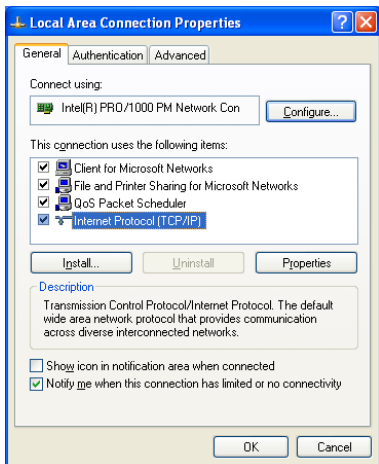 Local Area Connection Properties
General Authentication Advanced
Connect using:
Intel(R) PRO/1000 PM Network Con
Configure...
This connection uses the following items:
Client for Microsoft Networks
File and Printer Sharing for Microsoft Networks
QoS Packet Scheduler
Internet Protocol (TCP/IP)
Install... Uninstall Properties
Description
Transmission Control Protocol/Internet Protocol. The default
wide area network protocol that provides communication
across diverse interconnected networks.
Show icon in notification area when connected
Notify me when this connection has limited or no connectivity
OK Cancel